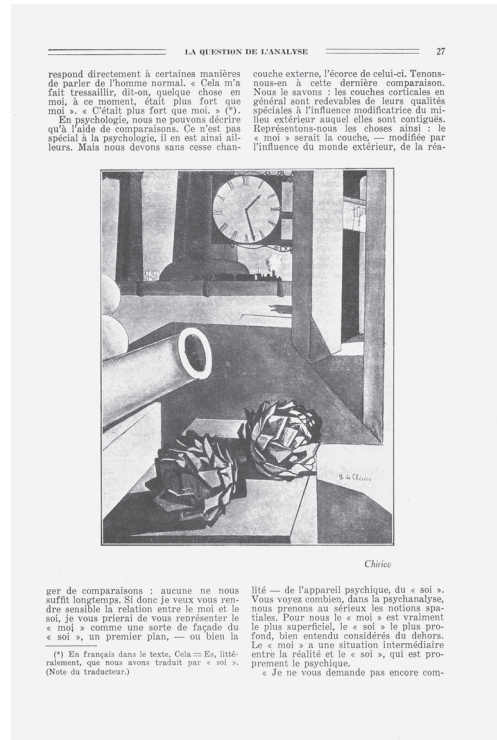 LA QUESTION DE L'ANALYSE 27
respond directement à certaines manières
de parler de l'homme normal. « Cela m'a
fait tressaillir, dit-on, quelque chose en
moi, à ce moment, était plus fort que
moi ». « C'était plus fort que moi. » (*).
En psychologie, nous ne pouvons décrire
qu'à l'aide de comparaisons. Ce n'est pas
spécial à la psychologie, il en est ainsi ail-
leurs. Mais nous devons sans cesse chan-
couche externe, l'écorce de celui-ci. Tenons-
nous-en à cette dernière comparaison.
Nous le savons : les couches corticales en
général sont redevables de leurs qualités
spéciales à l'influence modificatrice du mi-
lieu extérieur auquel elles sont contiguës.
Représentons-nous les choses ainsi : le
« moi » serait la couche, — modifiée par
l'influence du monde extérieur, de la réa-
G. de Chirico
Chirico
ger de comparaisons : aucune ne nous
suffit longtemps. Si donc je veux vous ren-
dre sensible la relation entre le moi et le
soi, je vous prierai de vous représenter le
« moi » comme une sorte de façade du
« soi », un premier plan, — ou bien la
(*) En français dans le texte, Cela = Es, litté-
ralement, que nous avons traduit par « soi ».
(Note du traducteur.)
lité — de l'appareil psychique, du « soi ».
Vous voyez combien, dans la psychanalyse,
nous prenons au sérieux les notions spa-
tiales. Pour nous le « moi » est vraiment
le plus superficiel, le « soi » le plus pro-
fond, bien entendu considérés du dehors.
Le « moi » a une situation intermédiaire
entre la réalité et le « soi », qui est pro-
prement le psychique.
« Je ne vous demande pas encore com-